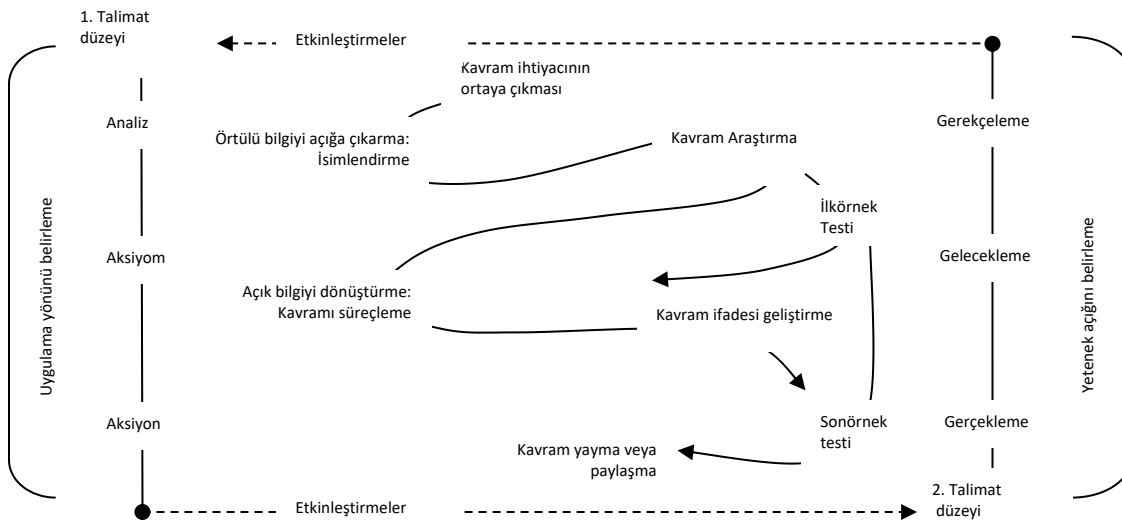 1. Talimat
düzeyi
Etkinleştirmeler
Kavram ihtiyacının
ortaya çıkması
Analiz
Örtülü bilgiyi açığa çıkarma:
İsimlendirme
Kavram Araştırma
Gerekçeleme
İlkörnek
Testi
Uygulama yönünü belirleme
Aksiyom
Gelecekleme
Yetenek açığını belirleme
Açık bilgiyi dönüştürme:
Kavramı süreçleme
Kavram ifadesi geliştirme
Aksiyon
Sonörnek
testi
Gerçekleme
Kavram yayma veya
paylaşma
Etkinleştirmeler
2. Talimat
düzeyi